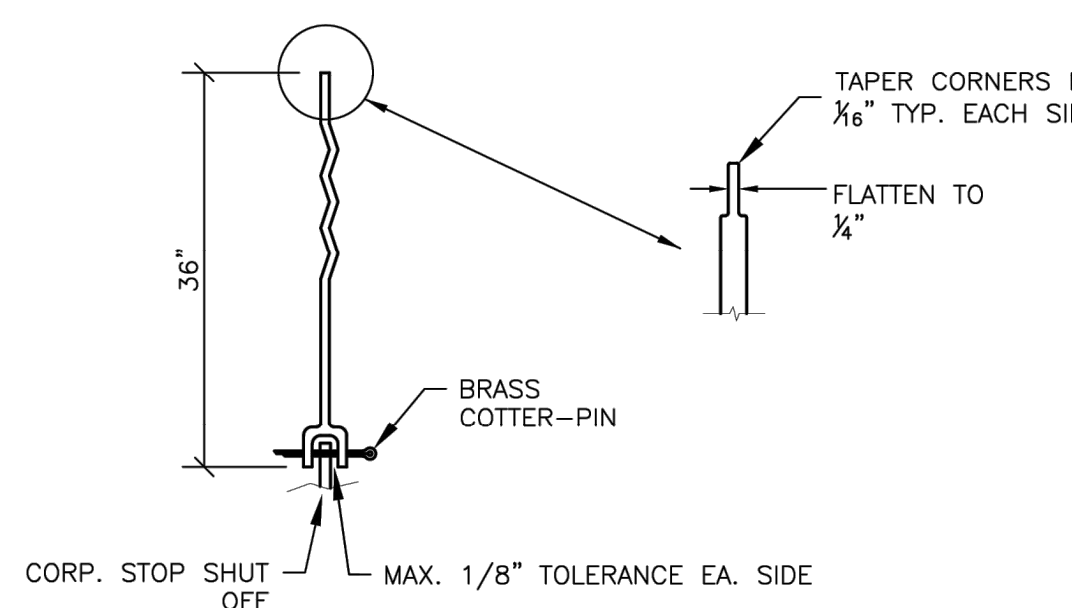 TAPER CORNERS
1/16" TYP. EACH
FLATTEN TO
1/4"
36"
BRASS
COTTER-PIN
CORP. STOP SHUT
OFF
MAX. 1/8" TOLERANCE EA. SIDE